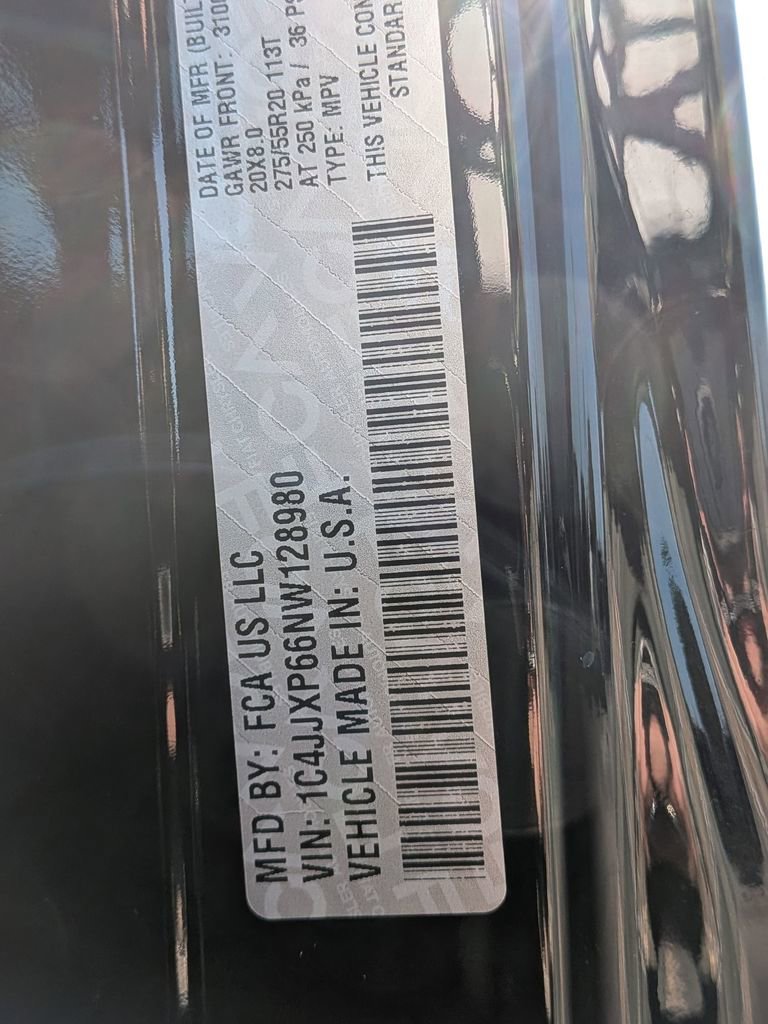 MFD BY: FCA US LLC
VIN: 1C4JJXP66NW128980
VEHICLE MADE IN: U.S.A.
DATE OF MFR (BUIL
GAWR FRONT: 310
20X8.0
275/55R20 113T
AT 250 KPA / 36 PS
TYPE: MPV
THIS VEHICLE CON
STANDAR